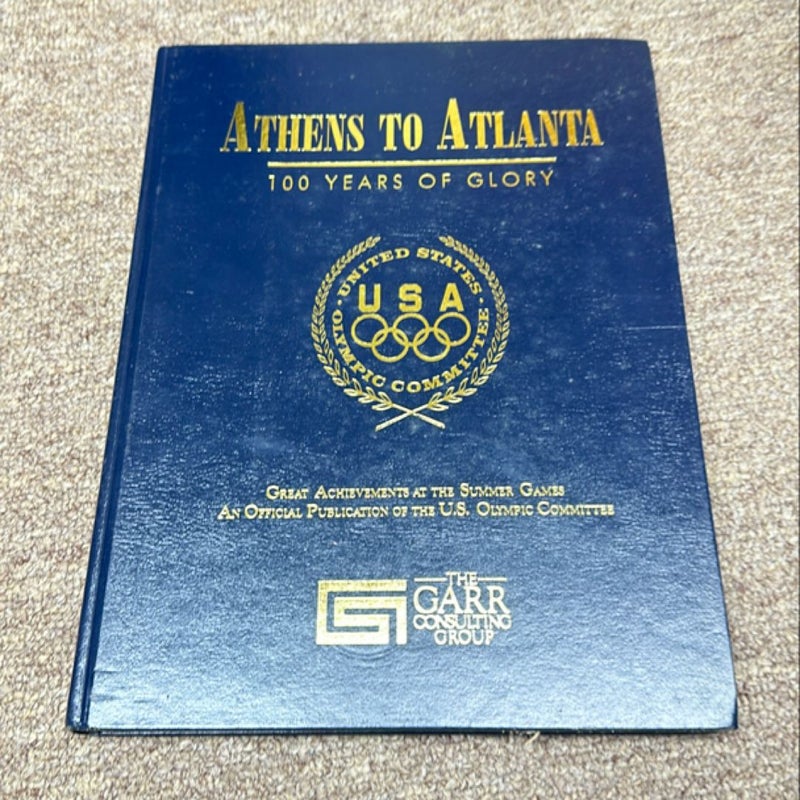 ATHENS TO ATLANTA
100 YEARS OF GLORY
· UNITED STATES ·
USA
OLYMPIC COMMITTEE
GREAT ACHIEVEMENTS AT THE SUMMER GAMES
AN OFFICIAL PUBLICATION OF THE U.S. OLYMPIC COMMITTEE
THE
GARR
CONSULTING
GROUP